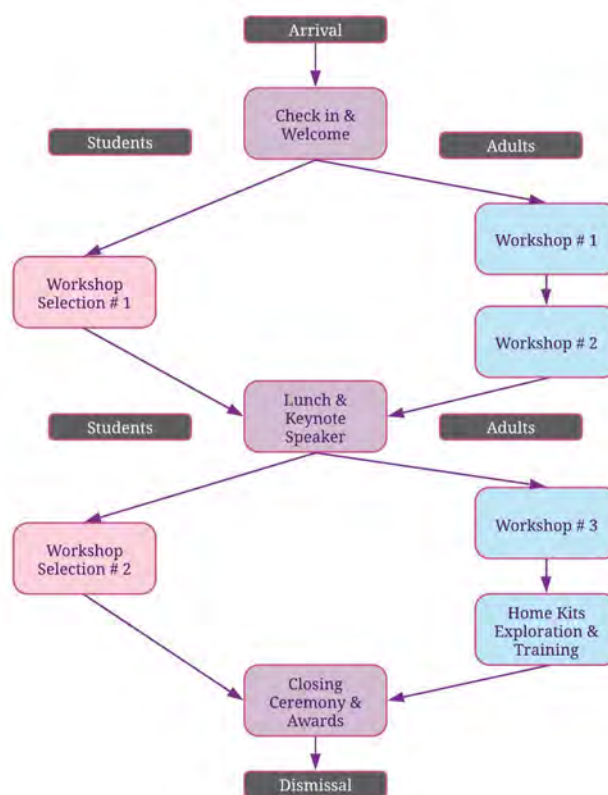 Arrival
Check in &
Welcome
Students
Adults
Workshop # 1
Workshop
Selection # 1
Workshop # 2
Lunch &
Keynote
Speaker
Students
Adults
Workshop # 3
Workshop
Selection # 2
Home Kits
Exploration &
Training
Closing
Ceremony &
Awards
Dismissal